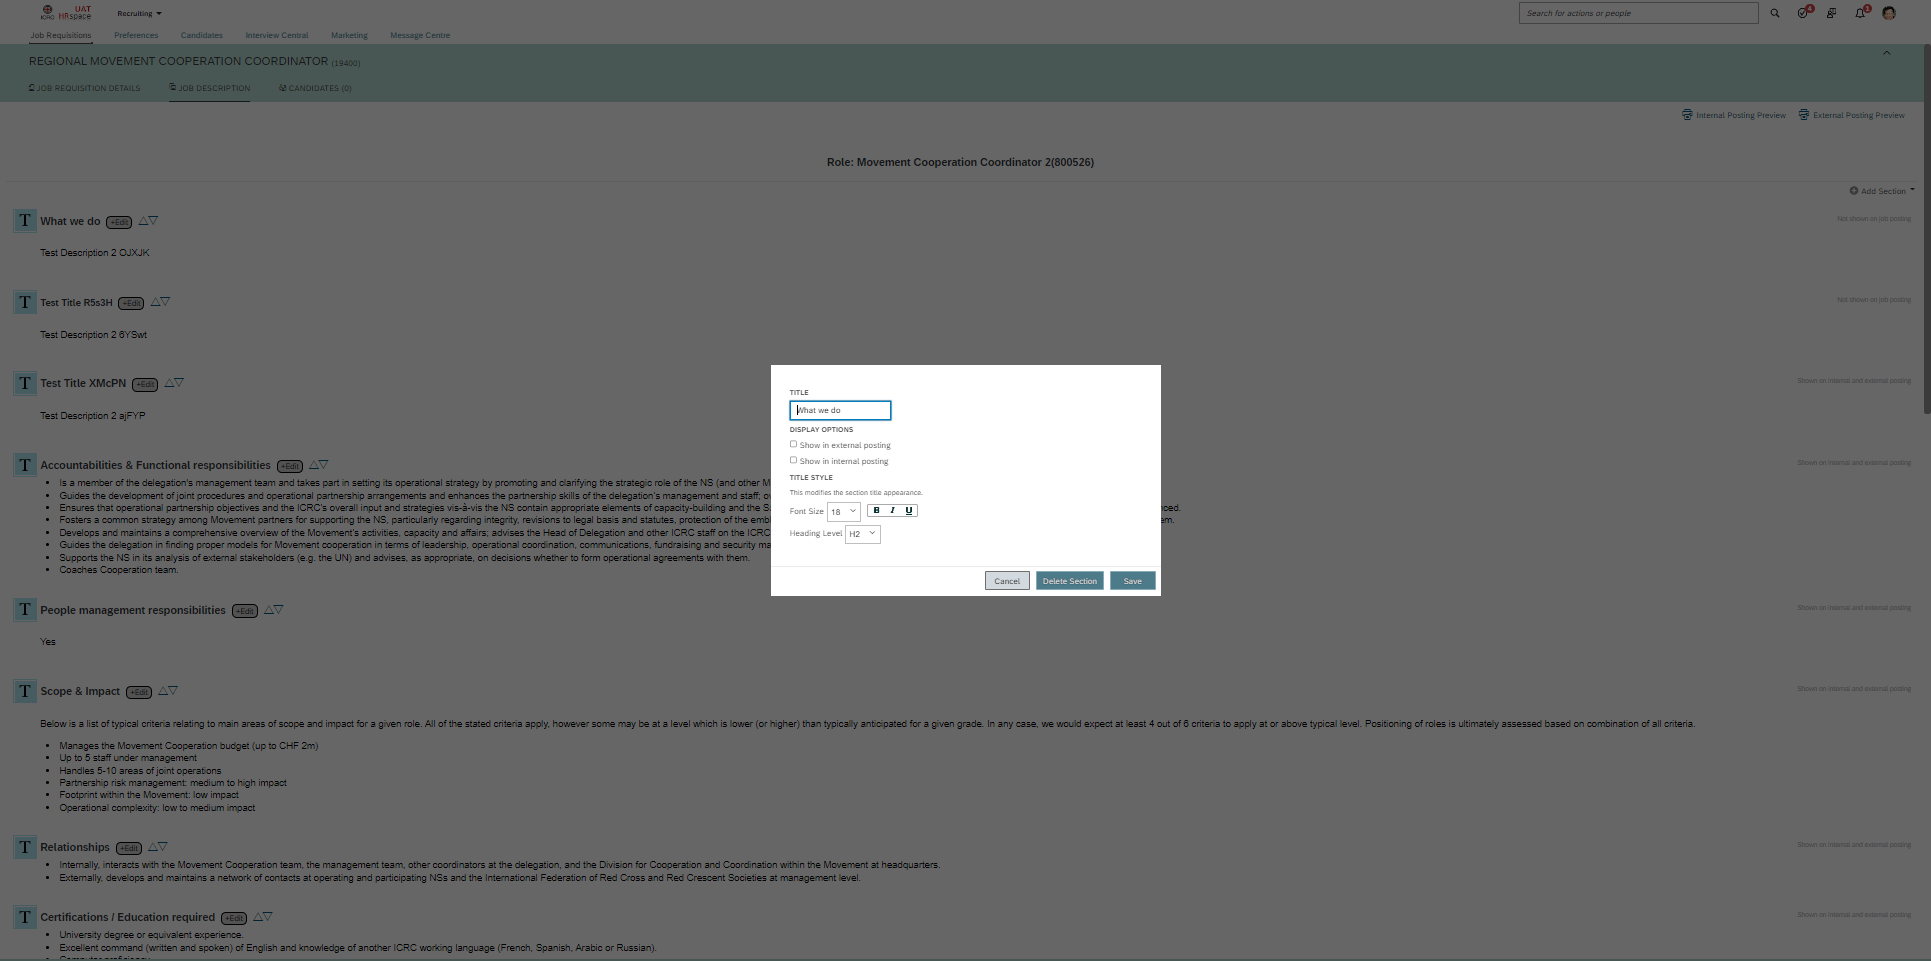 ICRC
UAT
HRspace
Recruiting
Search for actions or people
4
1
Job Requisitions
Preferences
Candidates
Interview Central
Marketing
Message Centre
REGIONAL MOVEMENT COOPERATION COORDINATOR (19400)
JOB REQUISITION DETAILS
JOB DESCRIPTION
CANDIDATES (0)
Internal Posting Preview
External Posting Preview
Role: Movement Cooperation Coordinator 2(800526)
Add Section
T What we do +Edit
Not shown on job posting
Test Description 2 OJXJK
T Test Title R5s3H +Edit
Not shown on job posting
Test Description 2 6YSwt
T Test Title XMcPN +Edit
Shown on internal and external posting
Test Description 2 ajFYP
T Accountabilities & Functional responsibilities +Edit
Shown on internal and external posting
• Is a member of the delegation's management team and takes part in setting its operational strategy by promoting and clarifying the strategic role of the NS (and other M
• Guides the development of joint procedures and operational partnership arrangements and enhances the partnership skills of the delegation's management and staff;
• Ensures that operational partnership objectives and the ICRC's overall input and strategies vis-à-vis the NS contain appropriate elements of capacity-building and the S
ced.
• Fosters a common strategy among Movement partners for supporting the NS, particularly regarding integrity, revisions to legal basis and statutes, protection of the emb
em.
• Develops and maintains a comprehensive overview of the Movement's activities, capacity and affairs; advises the Head of Delegation and other ICRC staff on the ICRC
• Guides the delegation in finding proper models for Movement cooperation in terms of leadership, operational coordination, communications, fundraising and security ma
• Supports the NS in its analysis of external stakeholders (e.g. the UN) and advises, as appropriate, on decisions whether to form operational agreements with them.
• Coaches Cooperation team.
TITLE
What we do
DISPLAY OPTIONS
Show in external posting
Show in internal posting
TITLE STYLE
This modifies the section title appearance.
Font Size 18 B I U
Heading Level H2
Cancel
Delete Section
Save
T People management responsibilities +Edit
Shown on internal and external posting
Yes
T Scope & Impact +Edit
Shown on internal and external posting
Below is a list of typical criteria relating to main areas of scope and impact for a given role. All of the stated criteria apply, however some may be at a level which is lower (or higher) than typically anticipated for a given grade. In any case, we would expect at least 4 out of 6 criteria to apply at or above typical level. Positioning of roles is ultimately assessed based on combination of all criteria.
• Manages the Movement Cooperation budget (up to CHF 2m)
• Up to 5 staff under management
• Handles 5-10 areas of joint operations
• Partnership risk management: medium to high impact
• Footprint within the Movement: low impact
• Operational complexity: low to medium impact
T Relationships +Edit
Shown on internal and external posting
• Internally, interacts with the Movement Cooperation team, the management team, other coordinators at the delegation, and the Division for Cooperation and Coordination within the Movement at headquarters.
• Externally, develops and maintains a network of contacts at operating and participating NSs and the International Federation of Red Cross and Red Crescent Societies at management level.
T Certifications / Education required +Edit
Shown on internal and external posting
• University degree or equivalent experience.
• Excellent command (written and spoken) of English and knowledge of another ICRC working language (French, Spanish, Arabic or Russian).